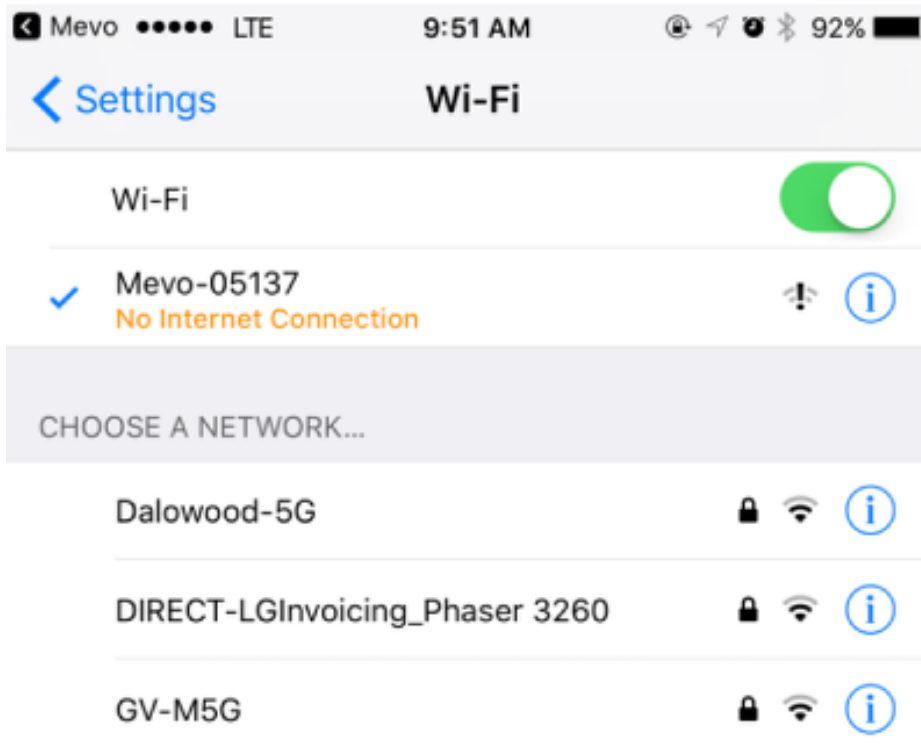 Mevo LTE 9:51 AM 92%
Settings Wi-Fi
Wi-Fi
Mevo-05137
No Internet Connection
CHOOSE A NETWORK...
Dalowood-5G
DIRECT-LGInvoicing_Phaser 3260
GV-M5G